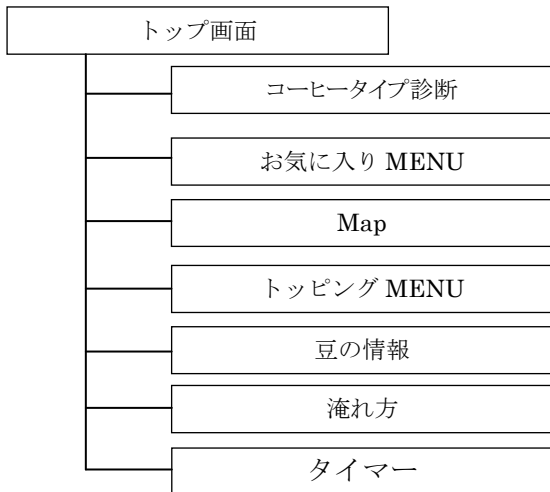 トップ画面
コーヒータイプ診断
お気に入り MENU
Map
トッピング MENU
豆の情報
淹れ方
タイマー